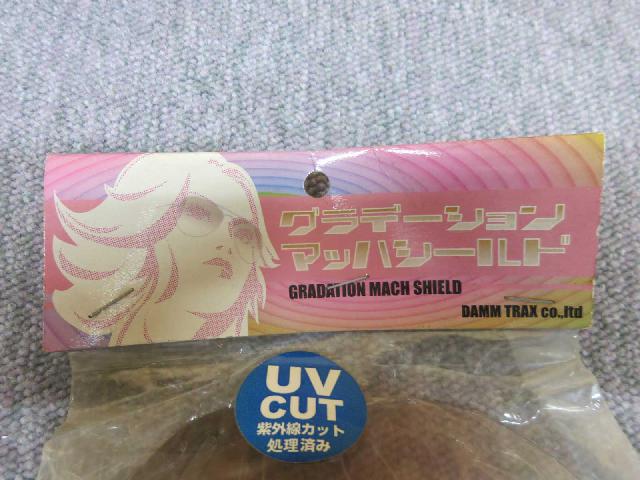 グラデーション
マッハシールド
GRADATION MACH SHIELD
DAMM TRAX co.,ltd
UV
CUT
紫外線カット
処理済み